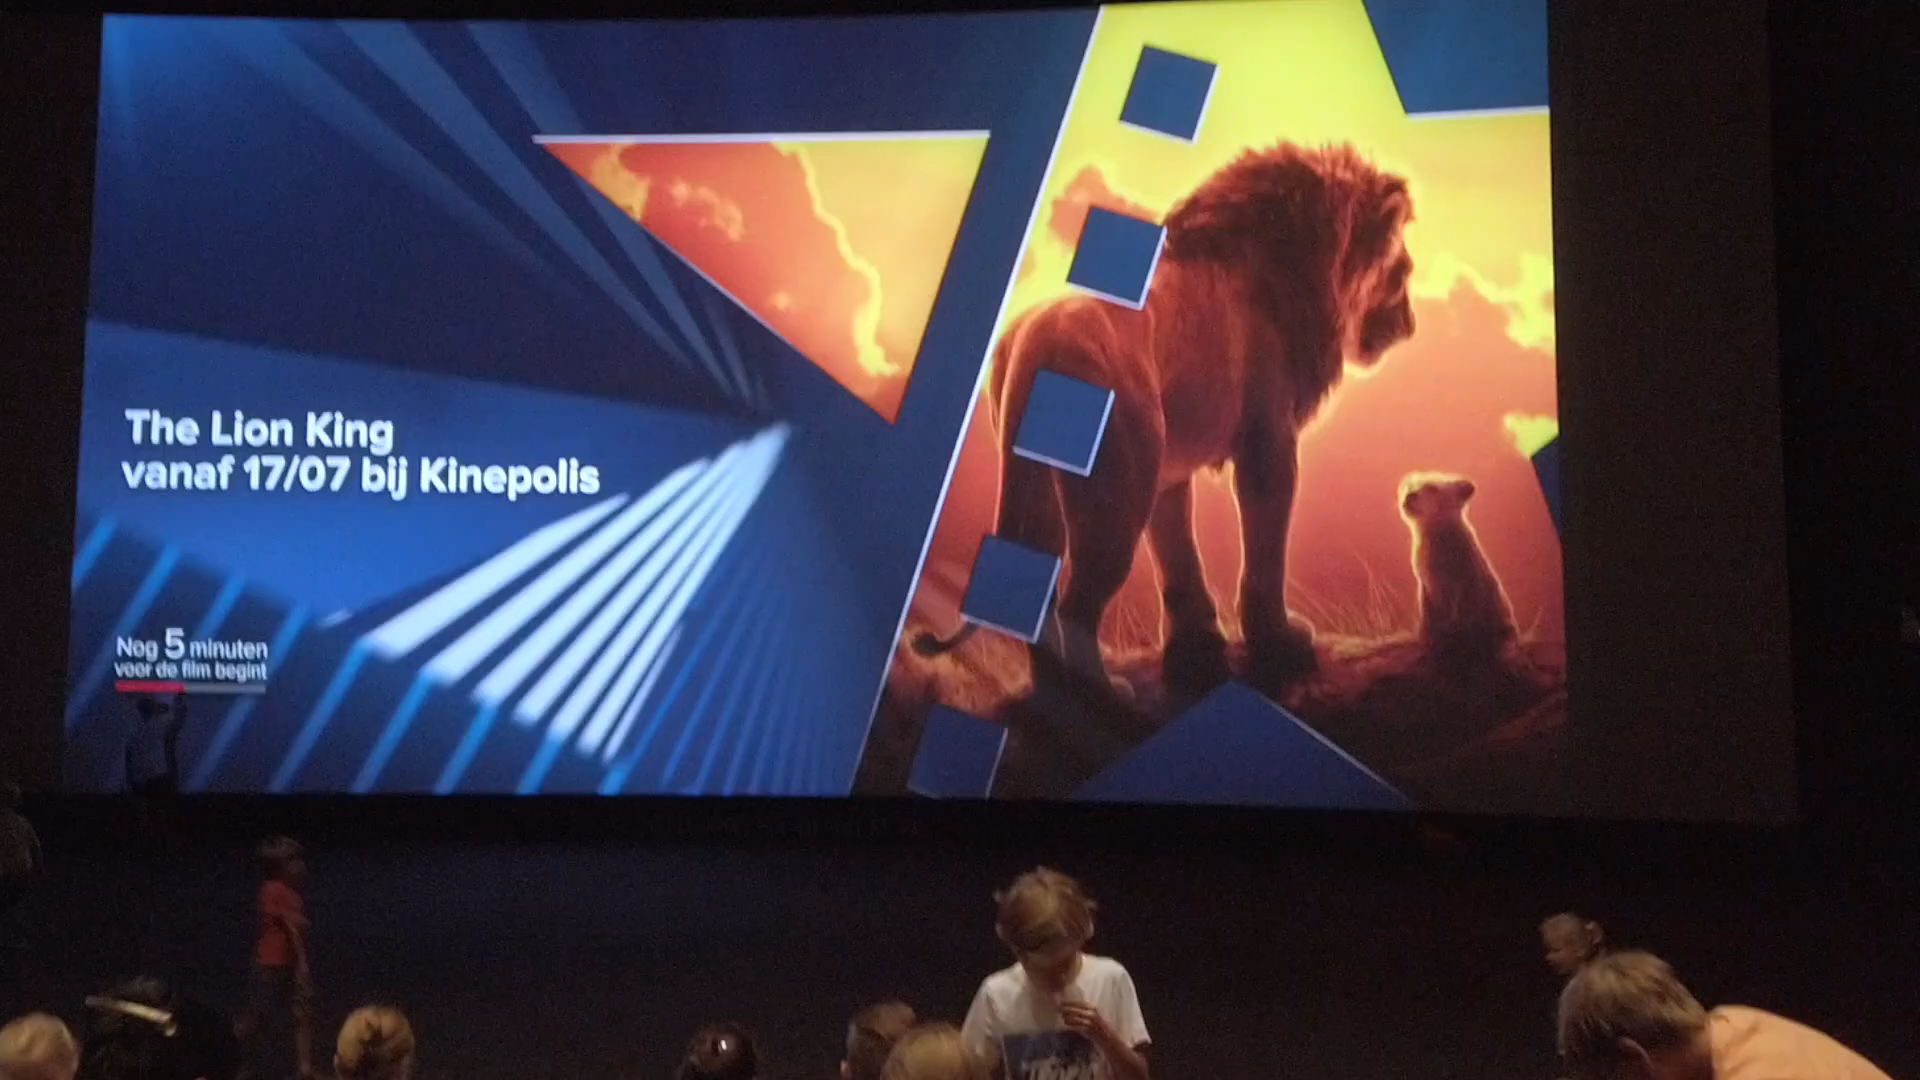 The Lion King
vanaf 17/07 bij Kinepolis
Nog 5 minuten
voor de film begint